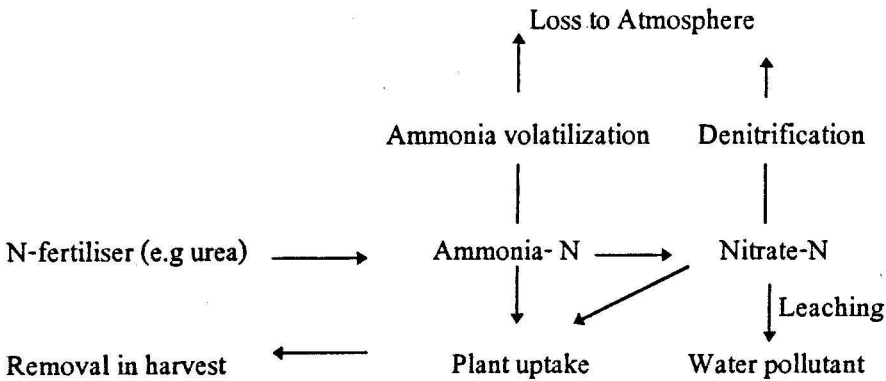 Loss to Atmosphere
Ammonia volatilization Denitrification
N-fertiliser (e.g urea) Ammonia- N Nitrate-N
Leaching
Removal in harvest Plant uptake Water pollutant